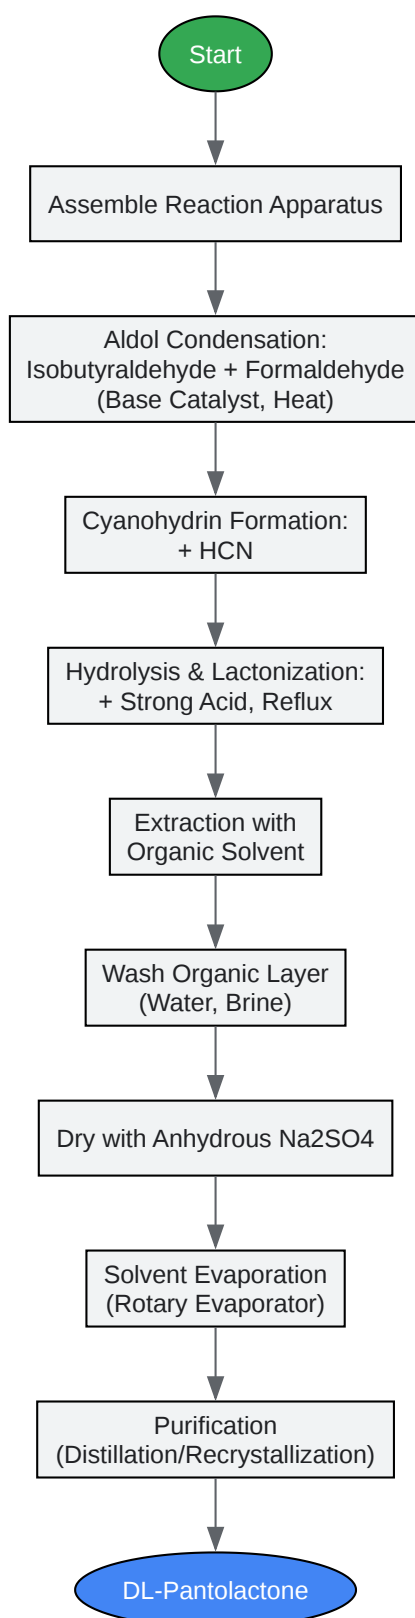 Start
Assemble Reaction Apparatus
Aldol Condensation:
Isobutyraldehyde + Formaldehyde
(Base Catalyst, Heat)
Cyanohydrin Formation:
+ HCN
Hydrolysis & Lactonization:
+ Strong Acid, Reflux
Extraction with
Organic Solvent
Wash Organic Layer
(Water, Brine)
Dry with Anhydrous Na2SO4
Solvent Evaporation
(Rotary Evaporator)
Purification
(Distillation/Recrystallization)
DL-Pantolactone